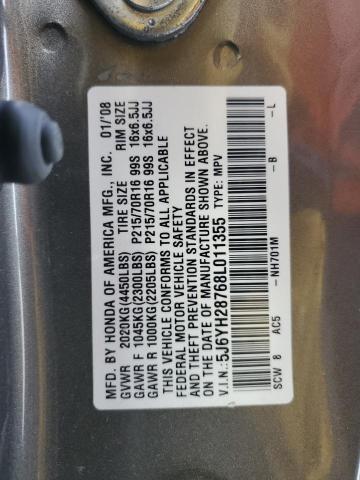 MFD. BY HONDA OF AMERICA MFG., INC. 01/'08
GVWR 2020KG(4450LBS) TIRE SIZE RIM SIZE
GAWR F 1045KG(2300LBS) P215/70R16 99S 16x6.5JJ
GAWR R 1000KG(2205LBS) P215/70R16 99S 16x6.5JJ
THIS VEHICLE CONFORMS TO ALL APPLICABLE
FEDERAL MOTOR VEHICLE SAFETY
AND THEFT PREVENTION STANDARDS IN EFFECT
ON THE DATE OF MANUFACTURE SHOWN ABOVE.
V.I.N.: 5J6YH28768L011355 TYPE: MPV
SCW 8 AC5 -NH701M -B -L